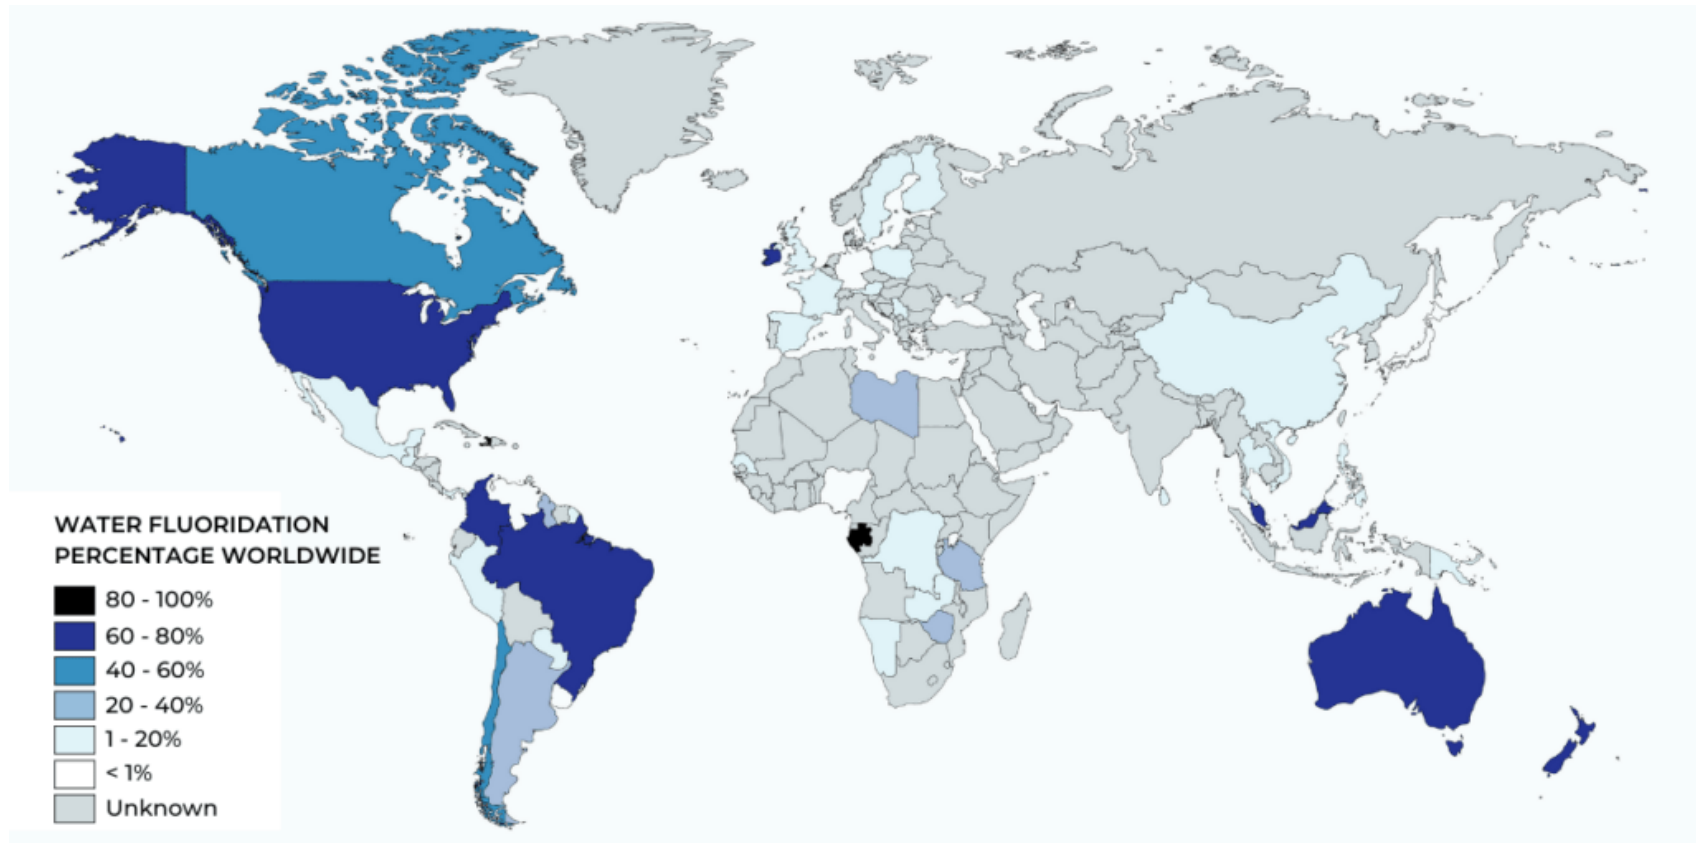 WATER FLUORIDATION
PERCENTAGE WORLDWIDE
80 - 100%
60 - 80%
40 - 60%
20 - 40%
1 - 20%
< 1%
Unknown